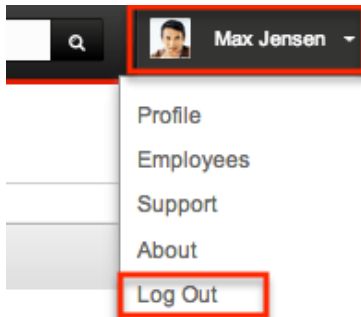 Max Jensen
Profile
Employees
Support
About
Log Out